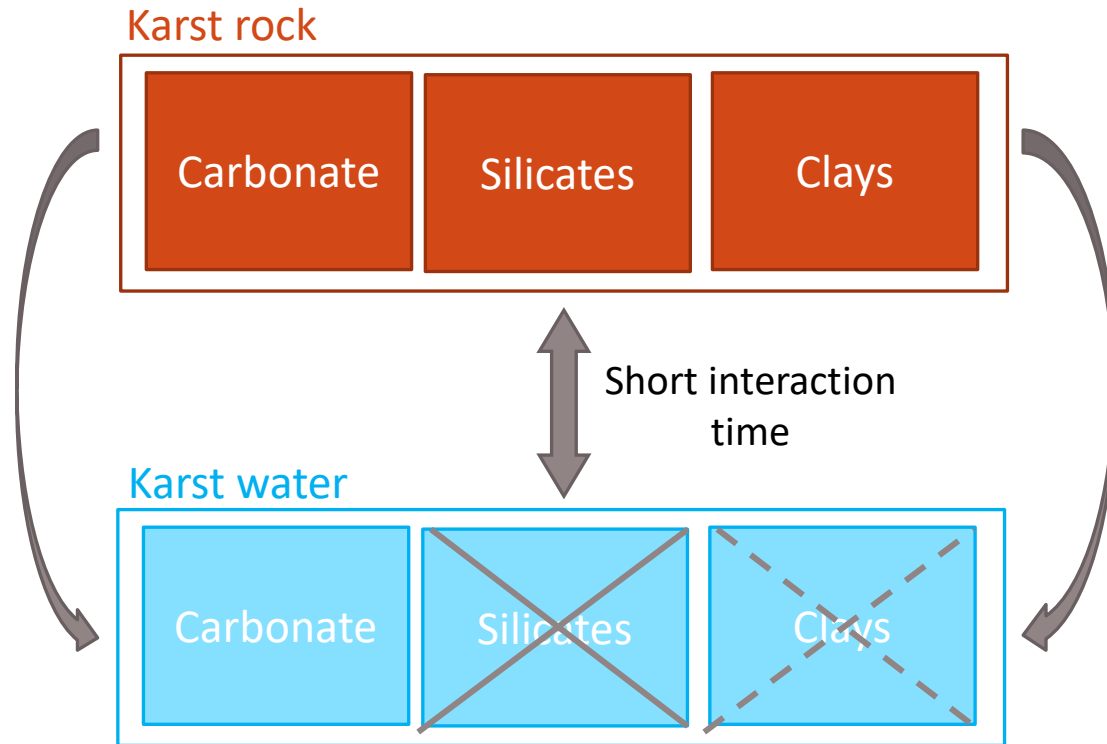 Karst rock
Carbonate
Silicates
Clays
Short interaction
time
Karst water
Carbonate
Silicates
Clays